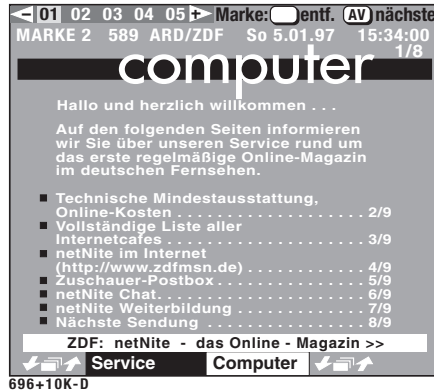 01 02 03 04 05 Marke: entf. AV nächste
MARKE 2 589 ARD/ZDF So 5.01.97 15:34:00
1/8
computer
Hallo und herzlich willkommen . . .
Auf den folgenden Seiten informieren
wir Sie über unseren Service rund um
das erste regelmäßige Online-Magazin
im deutschen Fernsehen.
Technische Mindestausstattung,
Online-Kosten . . . . . . . . . . . . . . . . . . . 2/9
Vollständige Liste aller
Internetcafes . . . . . . . . . . . . . . . . . . . . 3/9
netNite im Internet
(http://www.zdfmsn.de) . . . . . . . . . . . . 4/9
Zuschauer-Postbox . . . . . . . . . . . . . . . 5/9
netNite Chat. . . . . . . . . . . . . . . . . . . . . 6/9
netNite Weiterbildung . . . . . . . . . . . . . 7/9
Nächste Sendung . . . . . . . . . . . . . . . . 8/9
ZDF: netNite - das Online - Magazin >>
Service Computer
696+10K-D